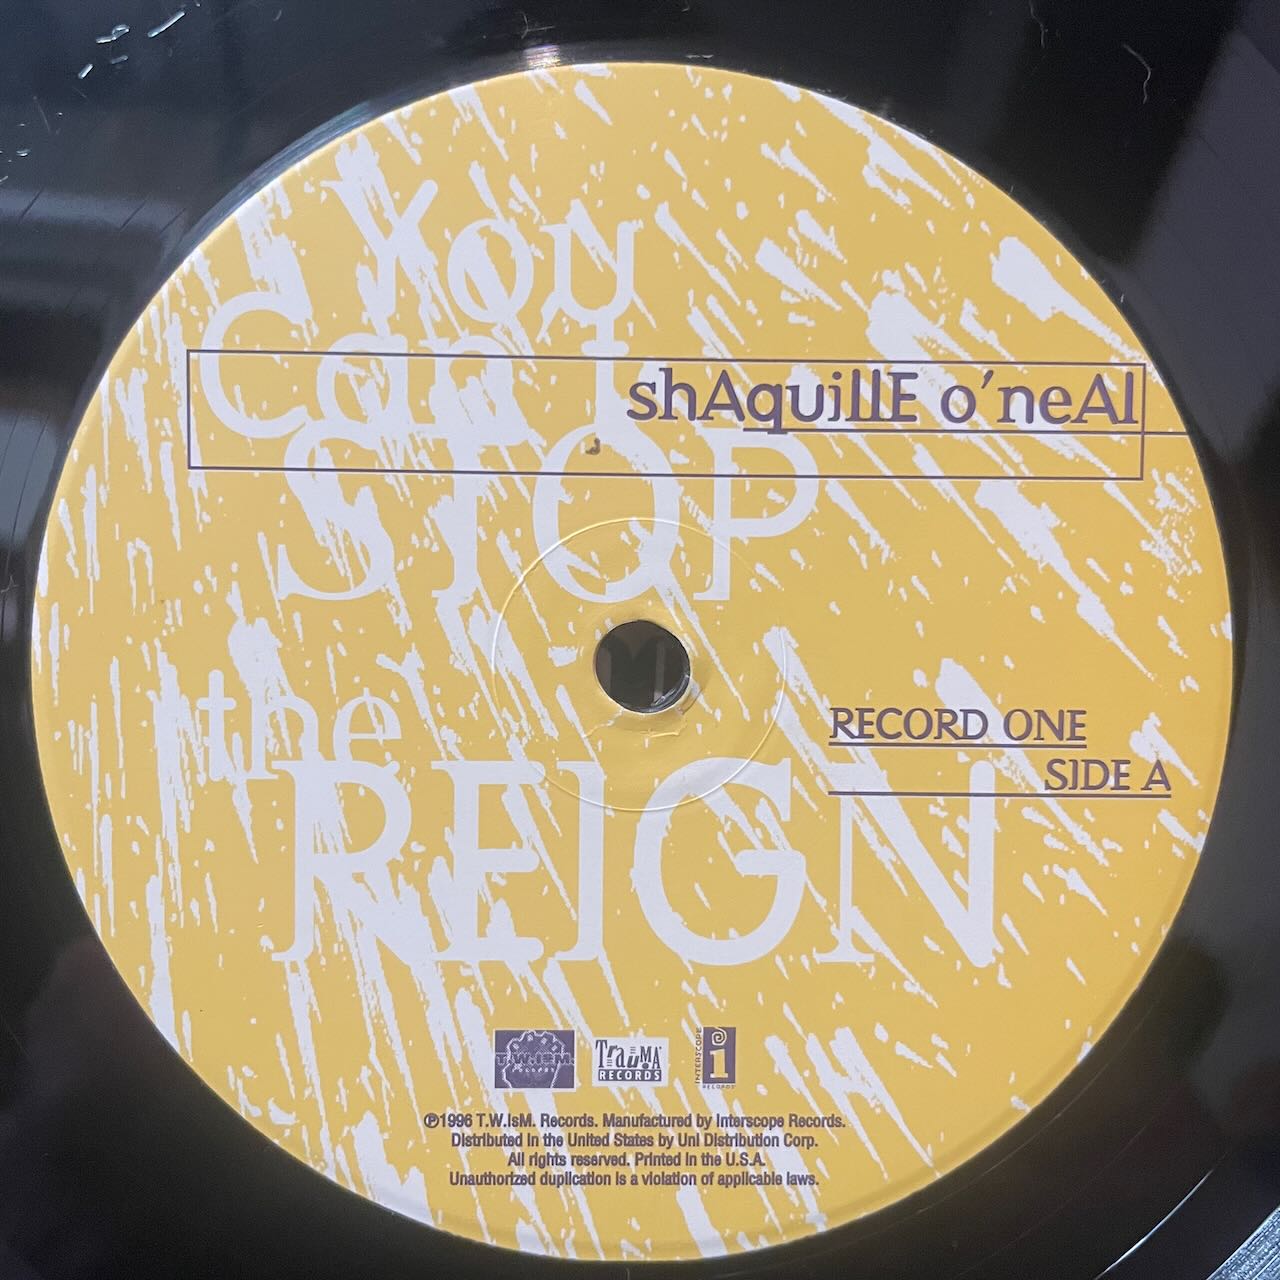 You
Can't
shAquillE o'neAl
STOP
the
RECORD ONE
SIDE A
REIGN
T.W.IsM.
TrauMA
RECORDS
INTERSCOPE
RECORDS
℗1996 T.W.IsM. Records. Manufactured by Interscope Records.
Distributed in the United States by Uni Distribution Corp.
All rights reserved. Printed in the U.S.A.
Unauthorized duplication is a violation of applicable laws.